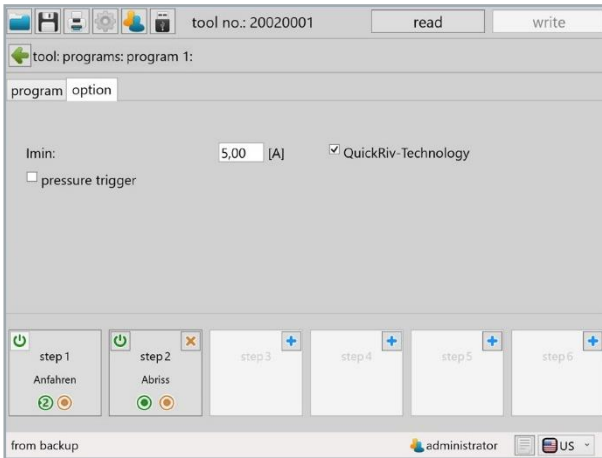 tool no.: 20020001 read write
tool: programs: program 1:
program option
Imin: 5,00 [A] QuickRiv-Technology
pressure trigger
step 1 step 2 step 3 step 4 step 5 step 6
Anfahren Abriss
2
from backup administrator US